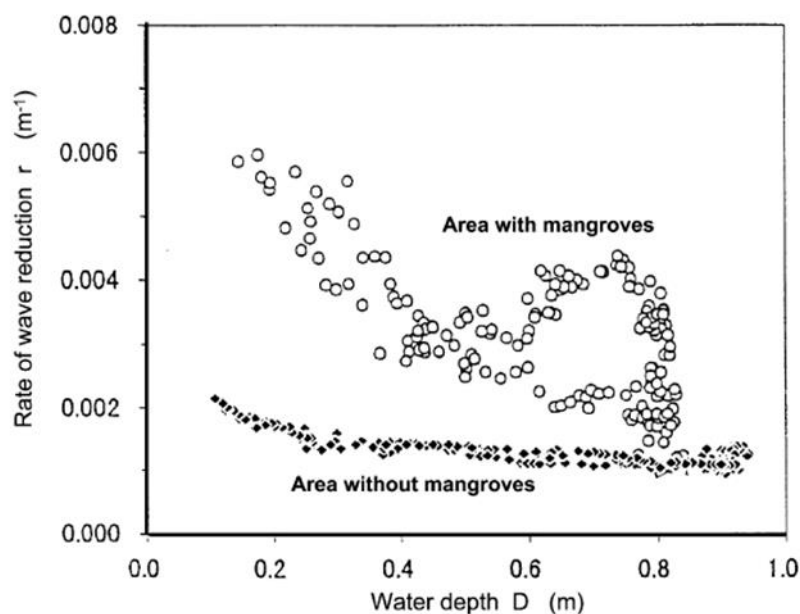 0.008
0.006
0.004
0.002
0.000
Rate of wave reduction r (m⁻¹)
Area with mangroves
Area without mangroves
0.0 0.2 0.4 0.6 0.8 1.0
Water depth D (m)